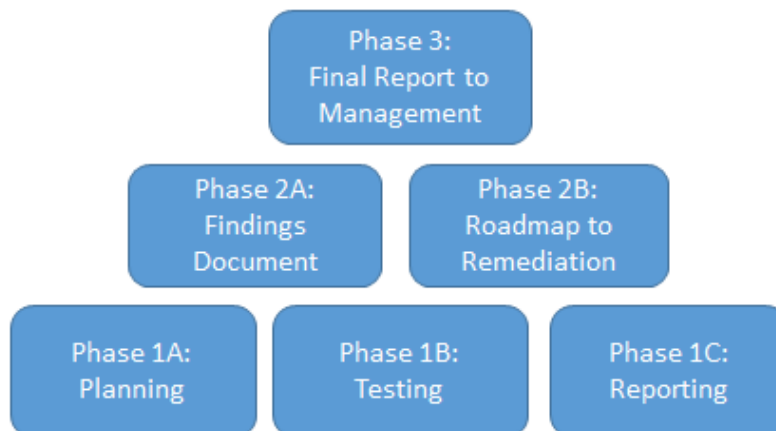 Phase 3:
Final Report to
Management
Phase 2A:
Findings
Document
Phase 2B:
Roadmap to
Remediation
Phase 1A:
Planning
Phase 1B:
Testing
Phase 1C:
Reporting